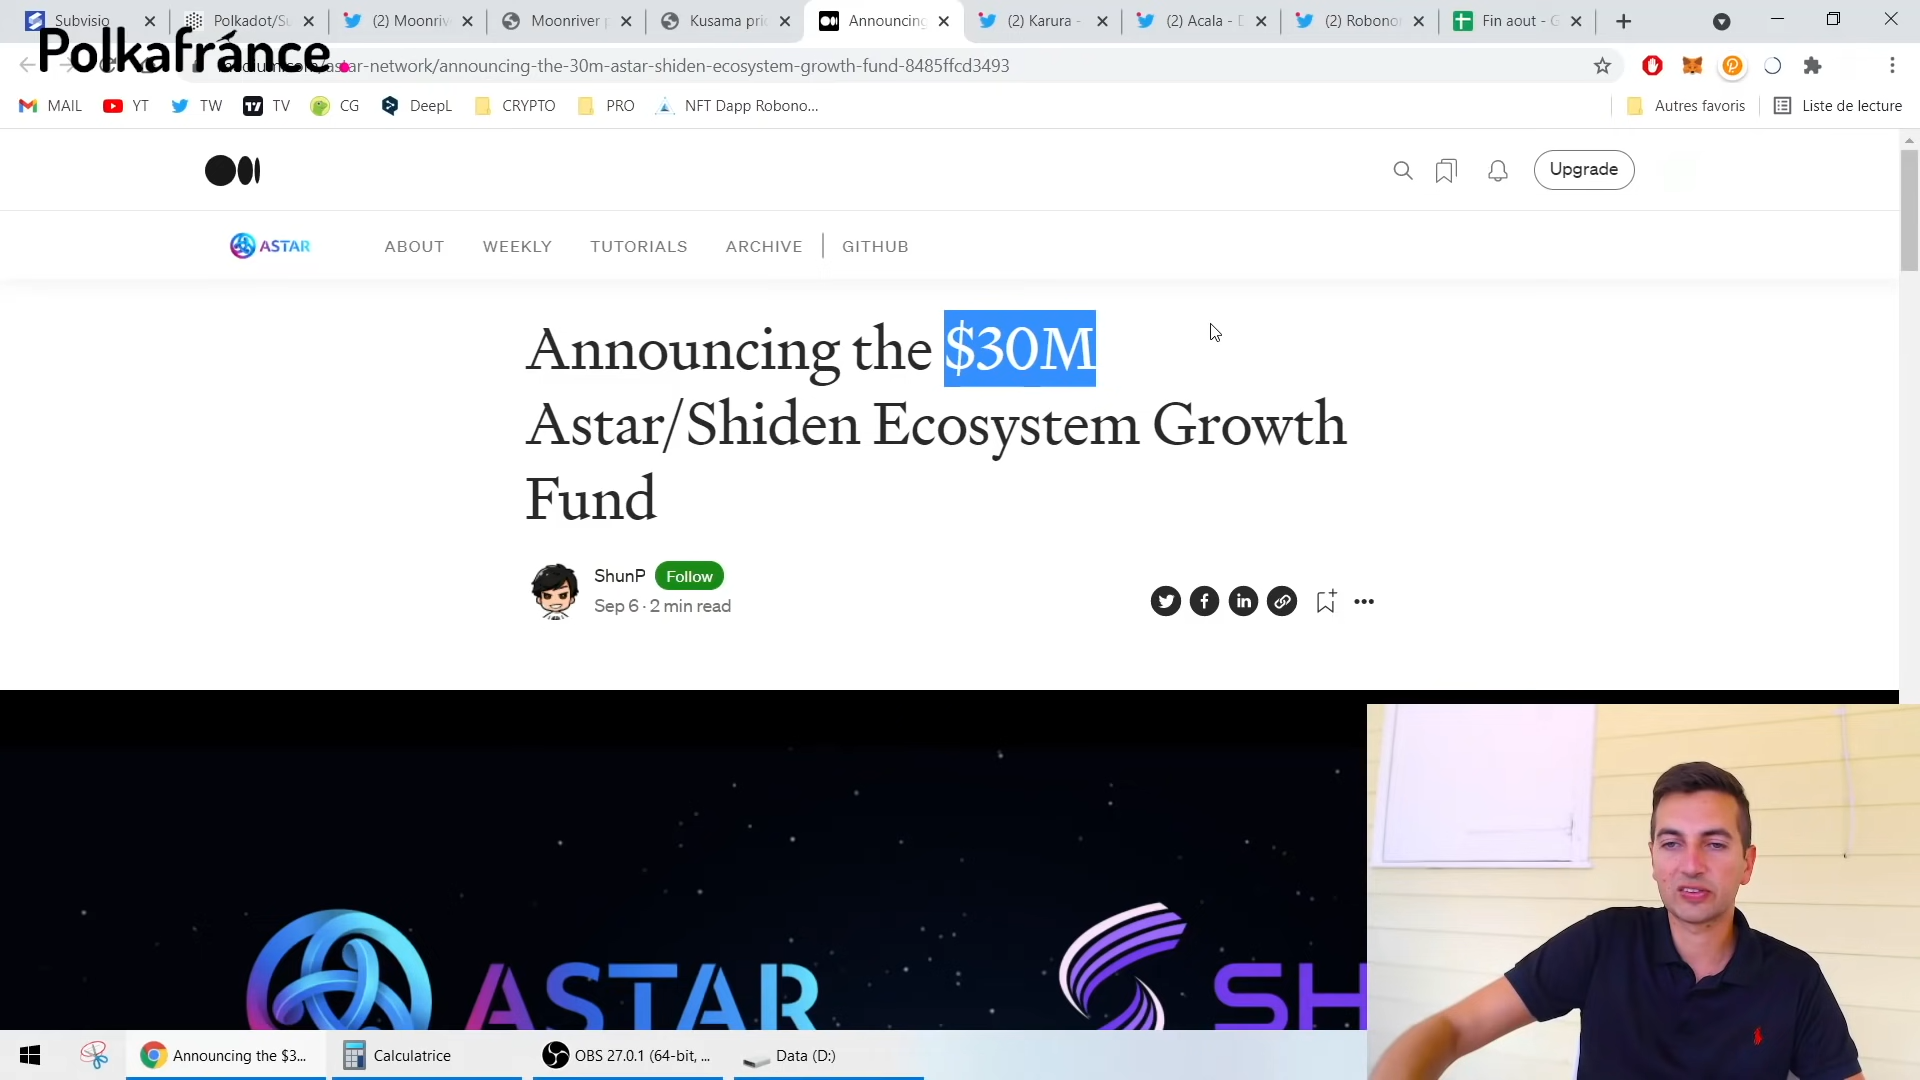 Subvisio
Polkadot/Su
(2) Moonrive
Moonriver p
Kusama pric
Announcing
(2) Karura -
(2) Acala - D
(2) Robono
Fin aout - G
Polkafránce
astar-network/announcing-the-30m-astar-shiden-ecosystem-growth-fund-8485ffcd3493
MAIL
YT
TW
TV
CG
DeepL
CRYPTO
PRO
NFT Dapp Robono...
Autres favoris
Liste de lecture
Upgrade
ASTAR
ABOUT
WEEKLY
TUTORIALS
ARCHIVE
GITHUB
Announcing the $30M
Astar/Shiden Ecosystem Growth
Fund
ShunP
Follow
Sep 6 · 2 min read
ASTAR
SH
Announcing the $3...
Calculatrice
OBS 27.0.1 (64-bit, ...
Data (D:)